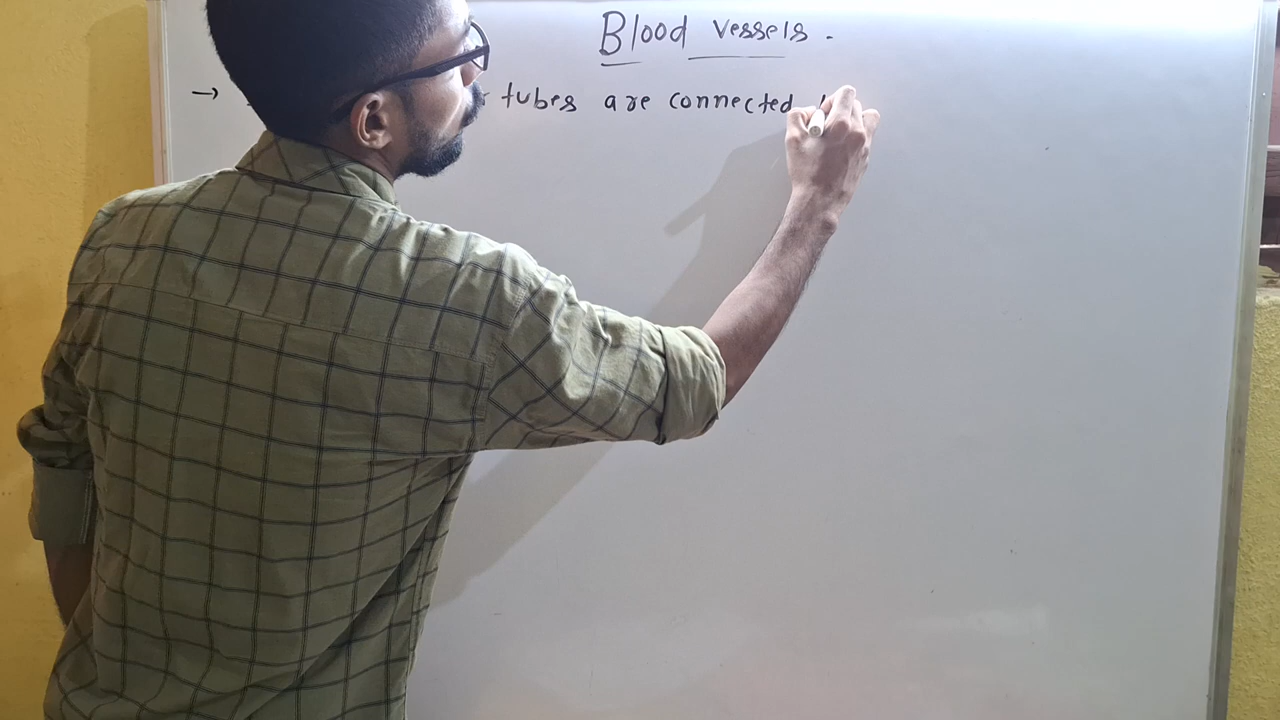 Blood vessels.
→ tubes are connected